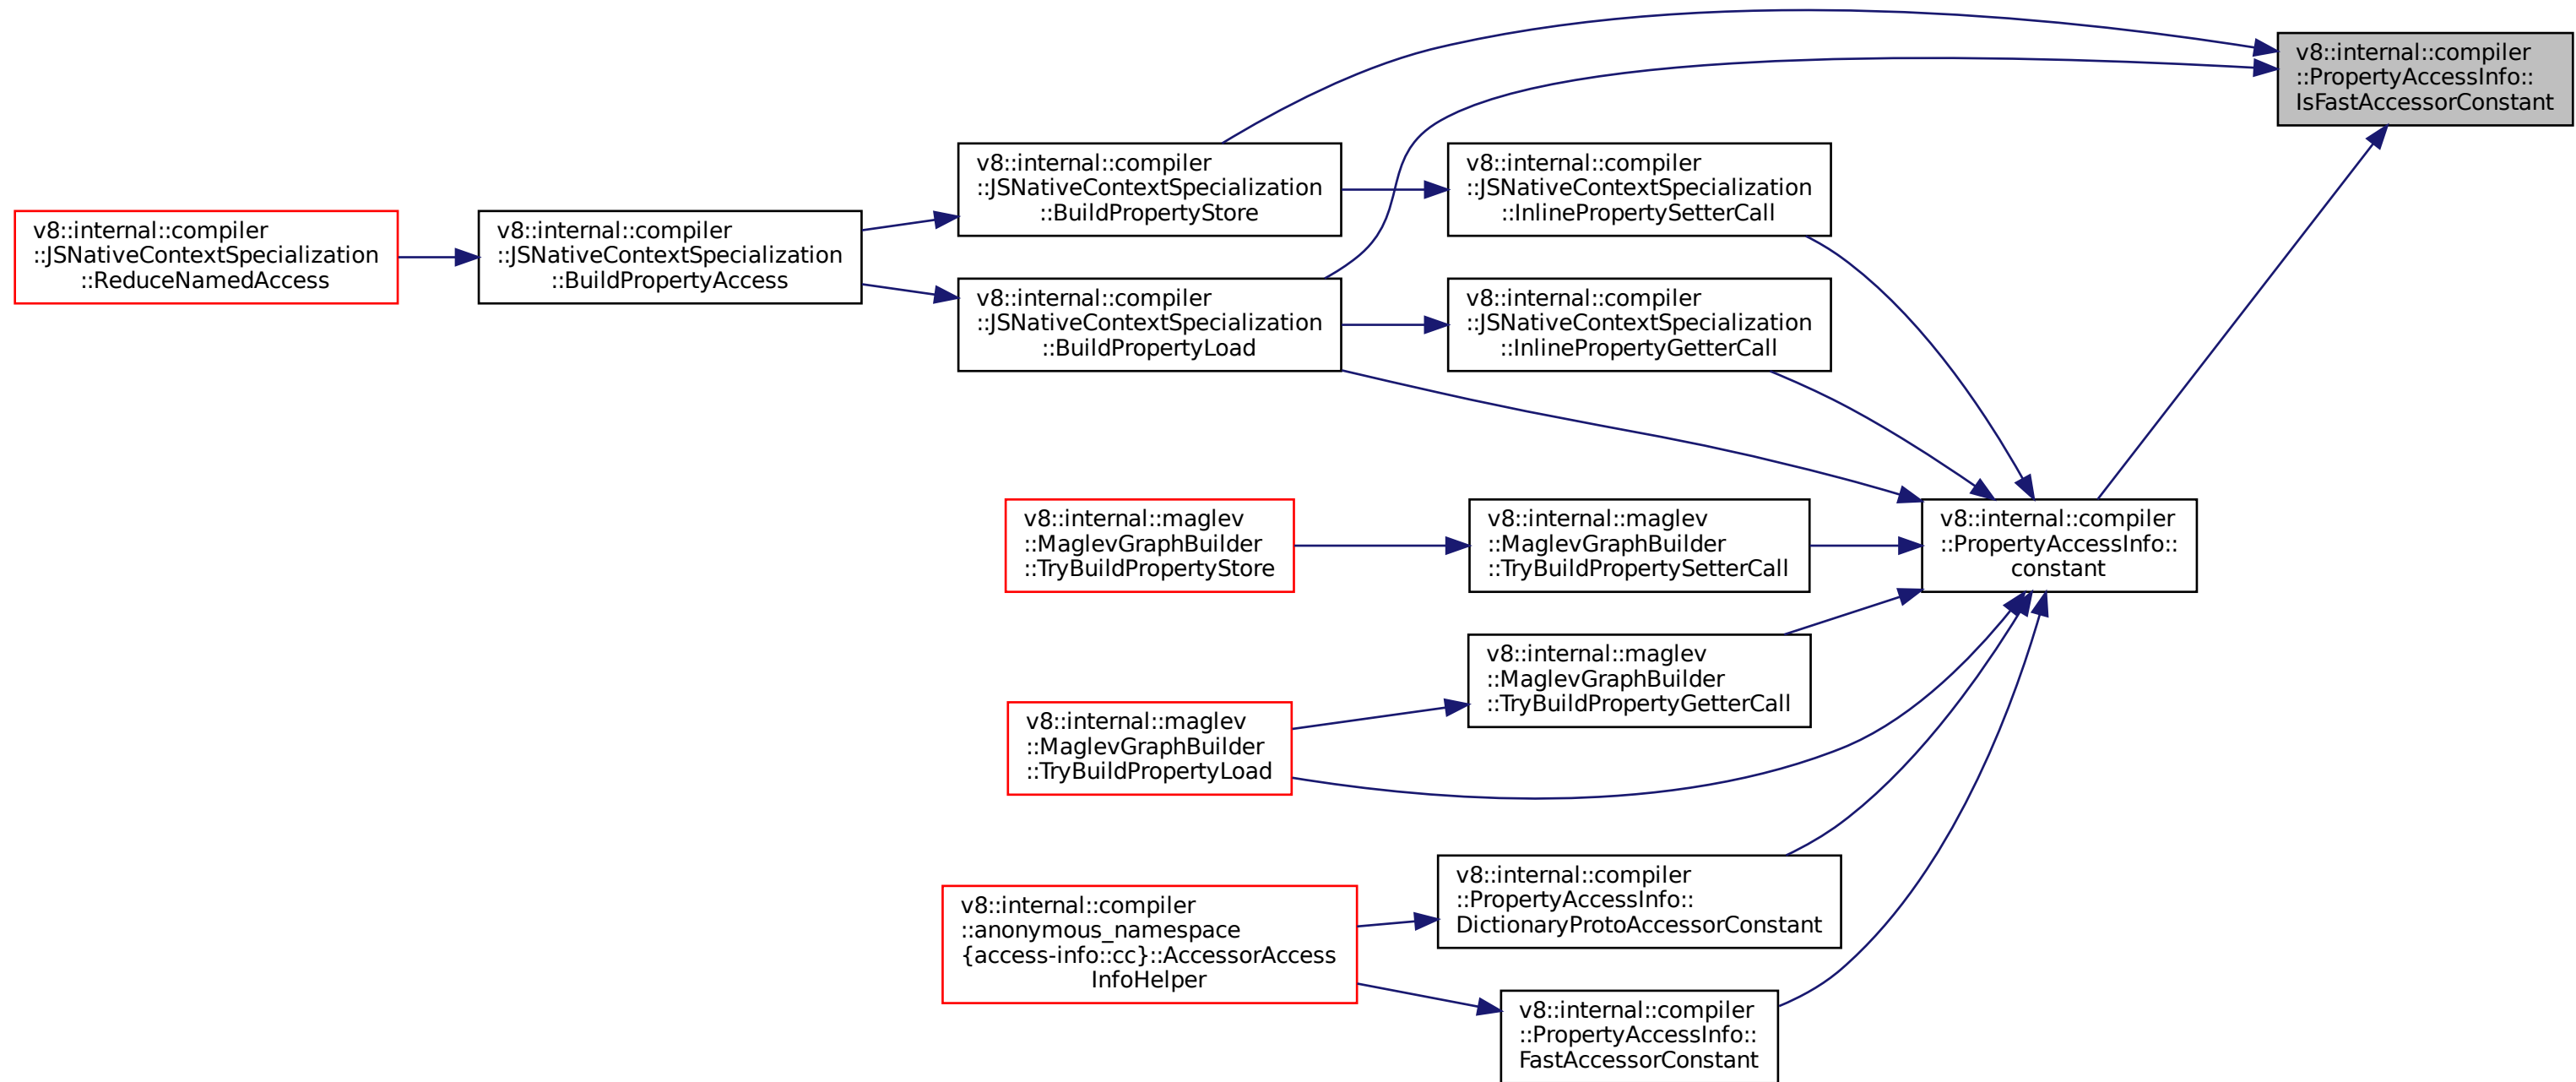 v8::internal::compiler
::PropertyAccessInfo::
IsFastAccessorConstant
v8::internal::compiler
::JSNativeContextSpecialization
::BuildPropertyStore
v8::internal::compiler
::JSNativeContextSpecialization
::InlinePropertySetterCall
v8::internal::compiler
::JSNativeContextSpecialization
::ReduceNamedAccess
v8::internal::compiler
::JSNativeContextSpecialization
::BuildPropertyAccess
v8::internal::compiler
::JSNativeContextSpecialization
::BuildPropertyLoad
v8::internal::compiler
::JSNativeContextSpecialization
::InlinePropertyGetterCall
v8::internal::maglev
::MaglevGraphBuilder
::TryBuildPropertyStore
v8::internal::maglev
::MaglevGraphBuilder
::TryBuildPropertySetterCall
v8::internal::compiler
::PropertyAccessInfo::
constant
v8::internal::maglev
::MaglevGraphBuilder
::TryBuildPropertyGetterCall
v8::internal::maglev
::MaglevGraphBuilder
::TryBuildPropertyLoad
v8::internal::compiler
::PropertyAccessInfo::
DictionaryProtoAccessorConstant
v8::internal::compiler
::anonymous_namespace
{access-info::cc}::AccessorAccess
InfoHelper
v8::internal::compiler
::PropertyAccessInfo::
FastAccessorConstant